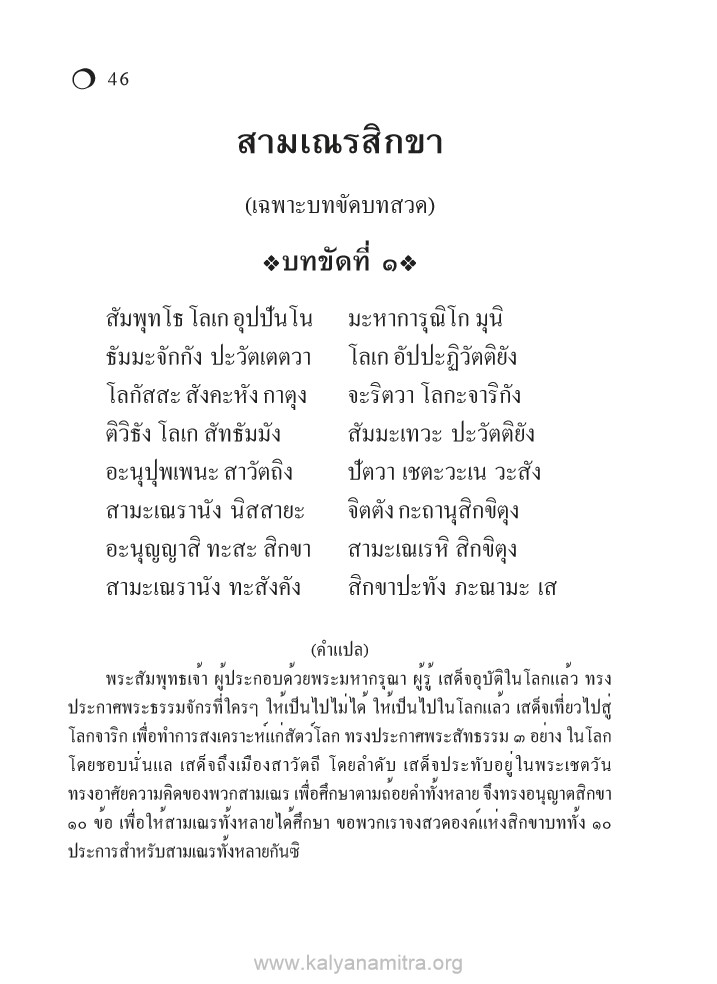 46
สามเณรสิกขา
(เฉพาะบทขัดบทสวด)
❖บทขัดที่ ๑❖
สัมพุทโธ โลเก อุปปันโน มะหาการุณิโก มุนิ
ธัมมะจักกัง ปะวัตเตตวา โลเก อัปปะฏิวัตติยัง
โลกัสสะ สังคะหัง กาตุง จะริตวา โลกะจาริกัง
ติวิธัง โลเก สัทธัมมัง สัมมะเทวะ ปะวัตติยัง
อะนุปุพเพนะ สาวัตถิง ปัตวา เชตะวะเน วะสัง
สามะเณรานัง นิสสายะ จิตตัง กะถานุสิกขิตุง
อะนุญญาสิ ทะสะ สิกขา สามะเณเรหิ สิกขิตุง
สามะเณรานัง ทะสังคัง สิกขาปะทัง ภะณามะ เส
(คำแปล)
พระสัมพุทธเจ้า ผู้ประกอบด้วยพระมหากรุณา ผู้รู้ เสด็จอุบัติในโลกแล้ว ทรง
ประกาศพระธรรมจักรที่ใครๆ ให้เป็นไปไม่ได้ ให้เป็นไปในโลกแล้ว เสด็จเที่ยวไปสู่
โลกจาริก เพื่อทำการสงเคราะห์แก่สัตว์โลก ทรงประกาศพระสัทธรรม ๓ อย่าง ในโลก
โดยชอบนั่นแล เสด็จถึงเมืองสาวัตถี โดยลำดับ เสด็จประทับอยู่ในพระเชตวัน
ทรงอาศัยความคิดของพวกสามเณร เพื่อศึกษาตามถ้อยคำทั้งหลาย จึงทรงอนุญาตสิกขา
๑๐ ข้อ เพื่อให้สามเณรทั้งหลายได้ศึกษา ขอพวกเราจงสวดองค์แห่งสิกขาบททั้ง ๑๐
ประการสำหรับสามเณรทั้งหลายกันซิ
www.kalyanamitra.org